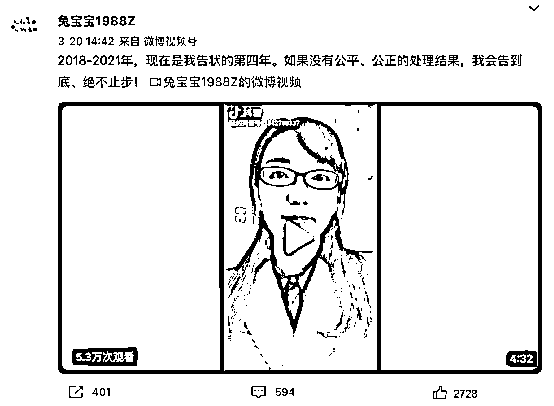 兔宝宝1988Z
3-20 14:42 来自 微博视频号
2018-2021年，现在是我告状的第四年。如果没有公平、公正的处理结果，我会告到
底、绝不止步！ 兔宝宝1988Z的微博视频
5.3万次观看
4:32
401
594
2728